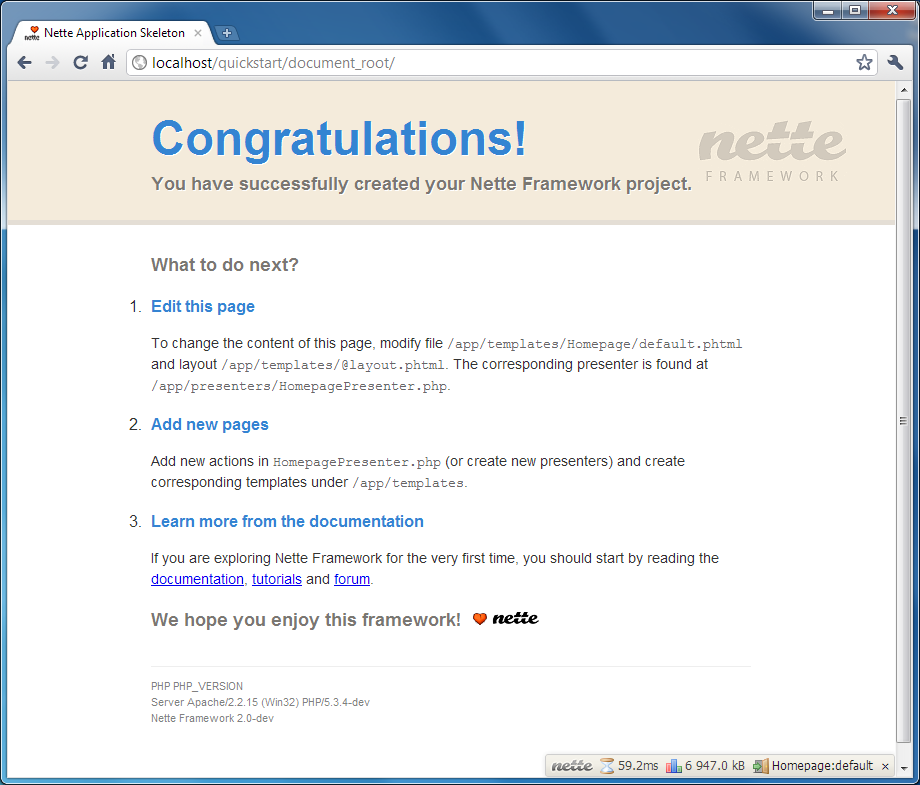 Nette Application Skeleton
localhost/quickstart/document_root/
Congratulations!
You have successfully created your Nette Framework project.
nette
FRAMEWORK
What to do next?
1. Edit this page
To change the content of this page, modify file /app/templates/Homepage/default.phtml
and layout /app/templates/@layout.phtml. The corresponding presenter is found at
/app/presenters/HomepagePresenter.php.
2. Add new pages
Add new actions in HomepagePresenter.php (or create new presenters) and create
corresponding templates under /app/templates.
3. Learn more from the documentation
If you are exploring Nette Framework for the very first time, you should start by reading the
documentation, tutorials and forum.
We hope you enjoy this framework! nette
PHP PHP_VERSION
Server Apache/2.2.15 (Win32) PHP/5.3.4-dev
Nette Framework 2.0-dev
nette 59.2ms 6 947.0 kB Homepage:default ×